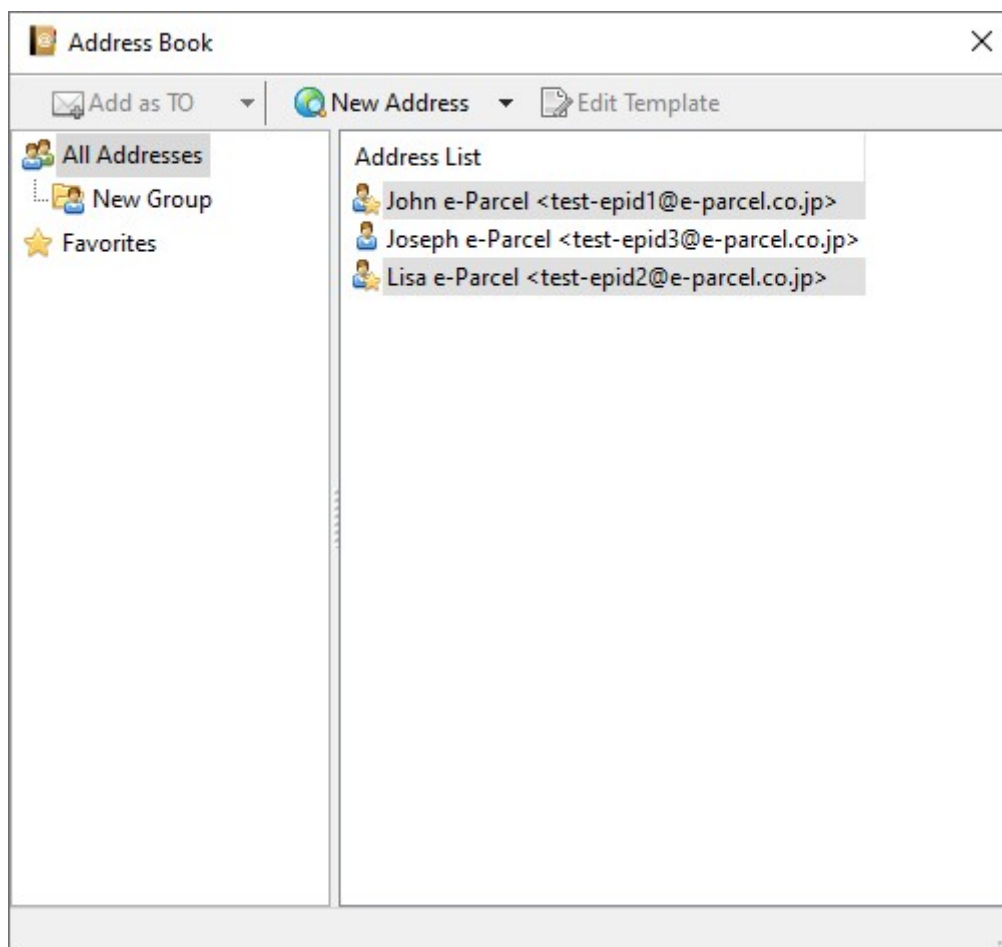 Address Book
Add as TO New Address Edit Template
All Addresses
New Group
Favorites
Address List
John e-Parcel <test-epid1@e-parcel.co.jp>
Joseph e-Parcel <test-epid3@e-parcel.co.jp>
Lisa e-Parcel <test-epid2@e-parcel.co.jp>